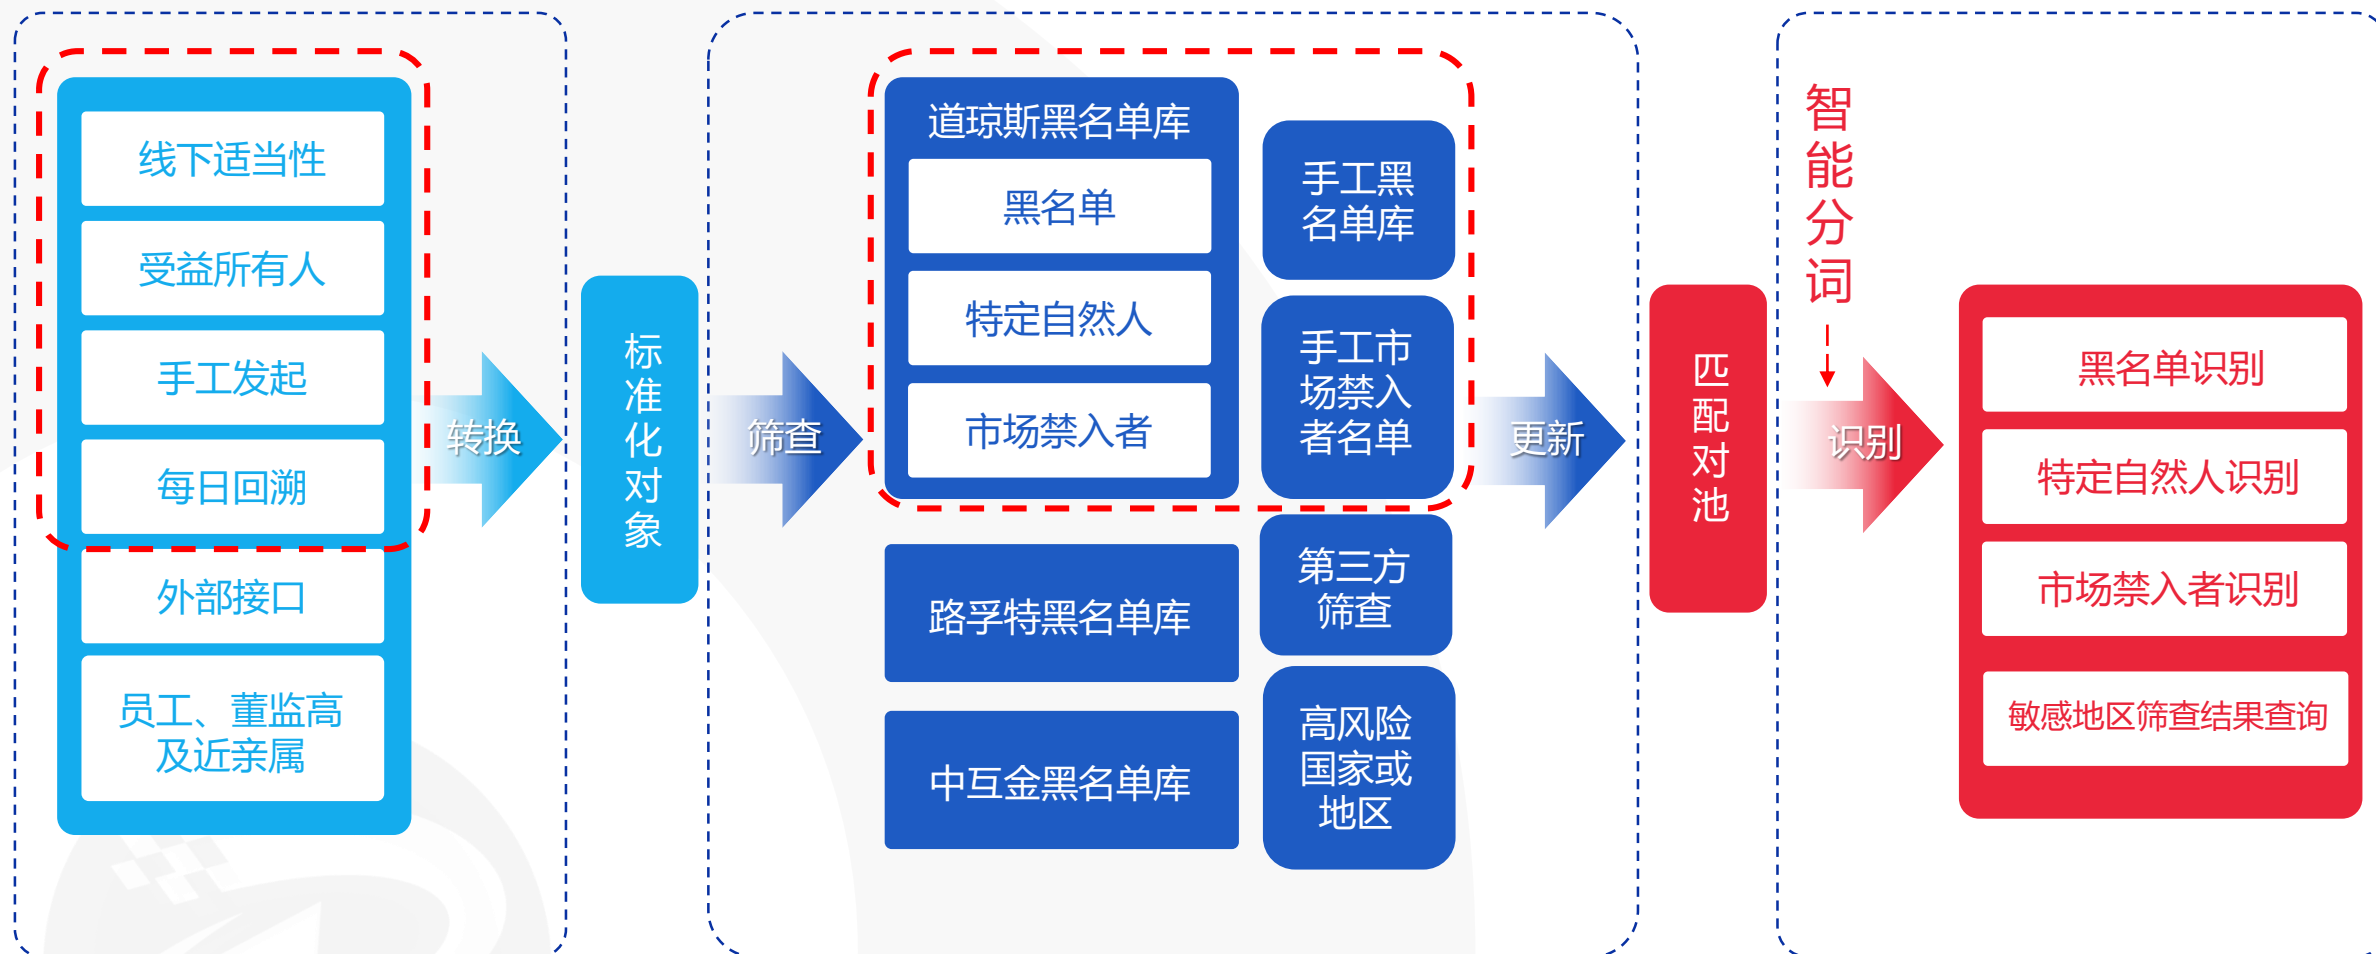 线下适当性
受益所有人
手工发起
每日回溯
外部接口
员工、董监高
及近亲属
转换
标
准
化
对
象
筛查
道琼斯黑名单库
黑名单
特定自然人
市场禁入者
手工黑
名单库
手工市
场禁入
者名单
路孚特黑名单库
第三方
筛查
中互金黑名单库
高风险
国家或
地区
更新
匹
配
对
池
智
能
分
词
识别
黑名单识别
特定自然人识别
市场禁入者识别
敏感地区筛查结果查询